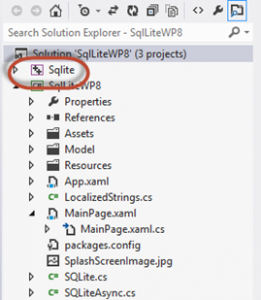 Search Solution Explorer - SqlLiteWP8
Solution 'SqlLiteWP8' (3 projects)
Sqlite
SqlLiteWP8
Properties
References
Assets
Model
Resources
App.xaml
LocalizedStrings.cs
MainPage.xaml
MainPage.xaml.cs
packages.config
SplashScreenImage.jpg
SQLite.cs
SQLiteAsync.cs